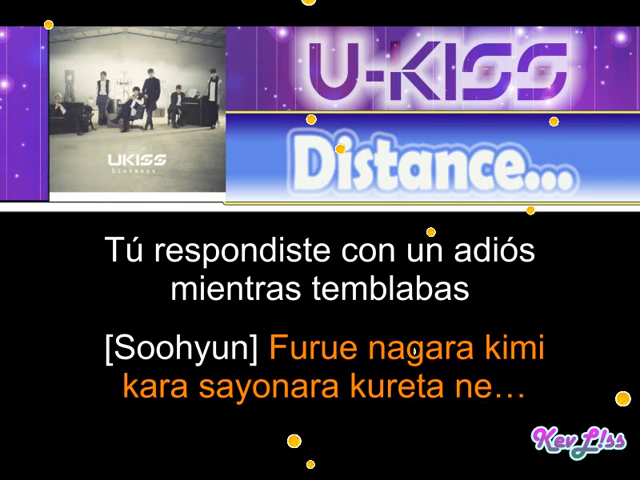 U-KISS
UKISS
Distance
Distance...
Tú respondiste con un adiós
mientras temblabas
[Soohyun] Furue nagara kimi
kara sayonara kureta ne…
KevL!ss